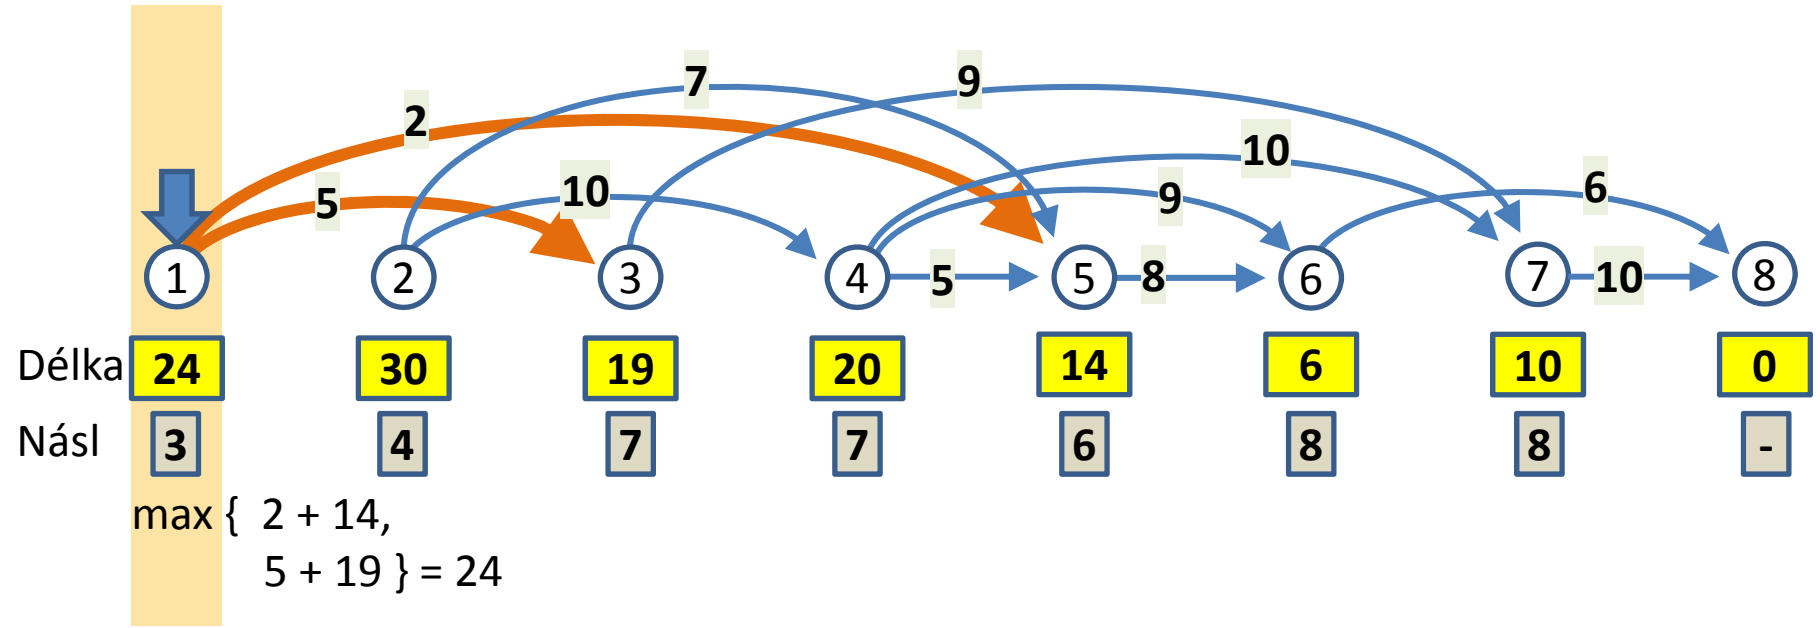 7 9
2
10
5 10 9 6
1 2 3 4 5 5 8 6 7 10 8
Délka 24 30 19 20 14 6 10 0
Násl 3 4 7 7 6 8 8 -
max { 2 + 14,
5 + 19 } = 24